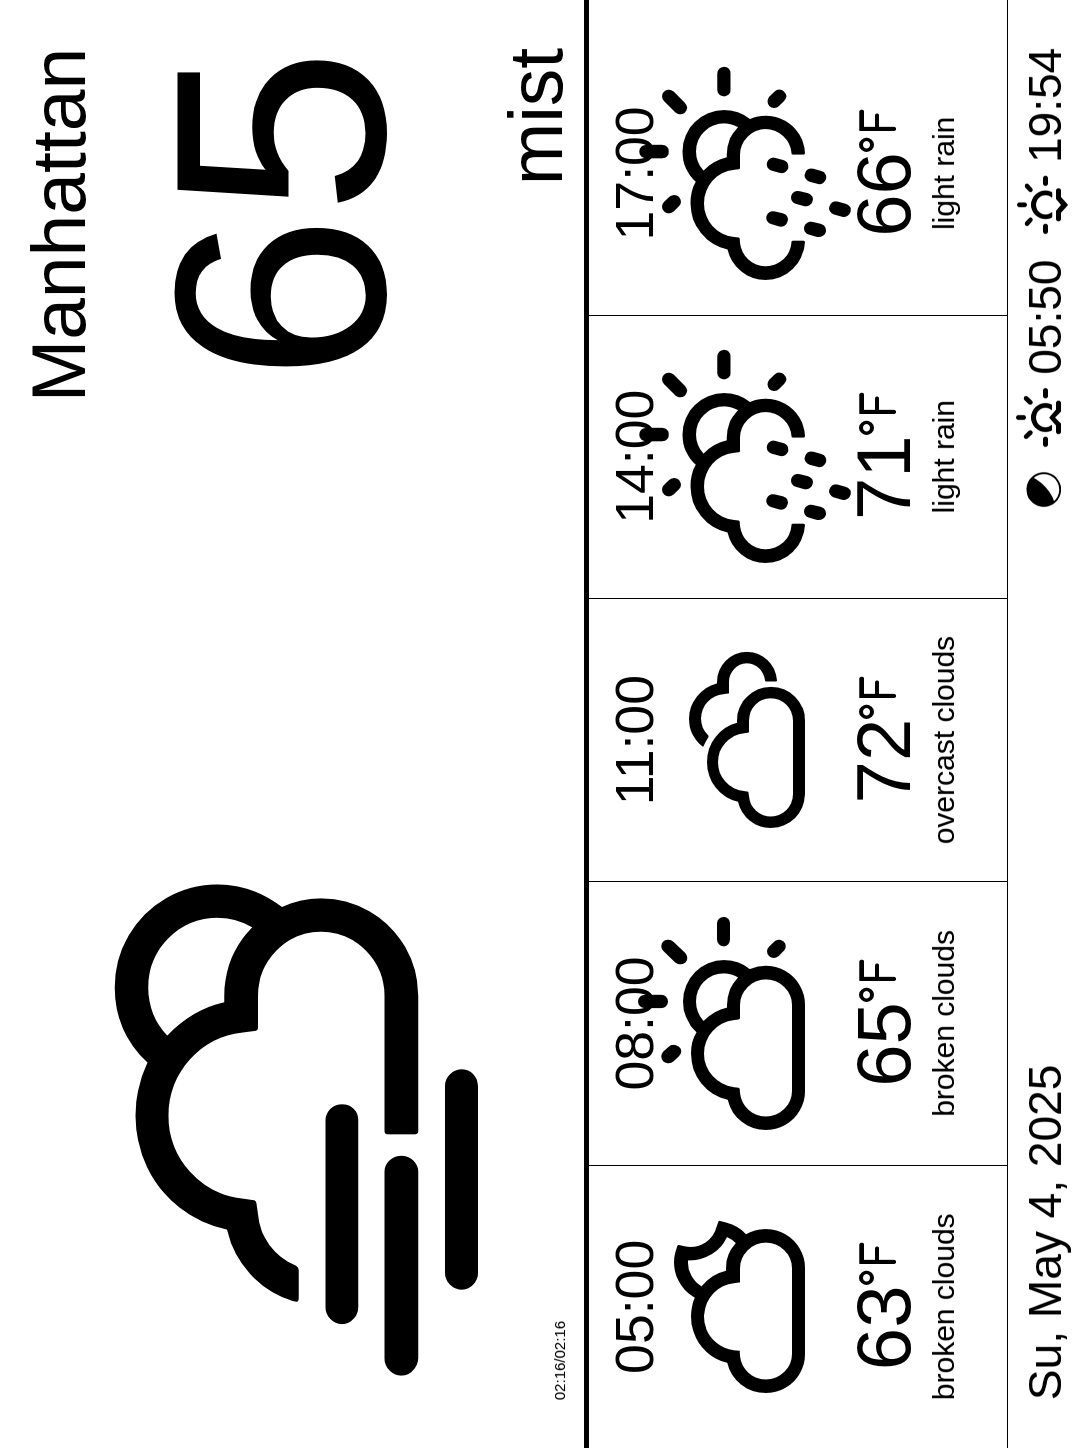 Manhattan
65
mist
02:16/02:16
05:00
63°F
broken clouds
08:00
65°F
broken clouds
11:00
72°F
overcast clouds
14:00
71°F
light rain
17:00
66°F
light rain
Su, May 4, 2025
05:50
19:54